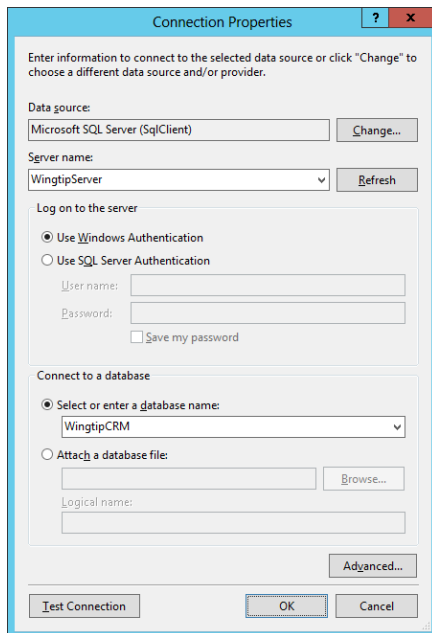 Connection Properties
?
x
Enter information to connect to the selected data source or click "Change" to
choose a different data source and/or provider.
Data source:
Microsoft SQL Server (SqlClient)
Change...
Server name:
WingtipServer
Refresh
Log on to the server
Use Windows Authentication
Use SQL Server Authentication
User name:
Password:
Save my password
Connect to a database
Select or enter a database name:
WingtipCRM
Attach a database file:
Browse...
Logical name:
Advanced...
Test Connection
OK
Cancel